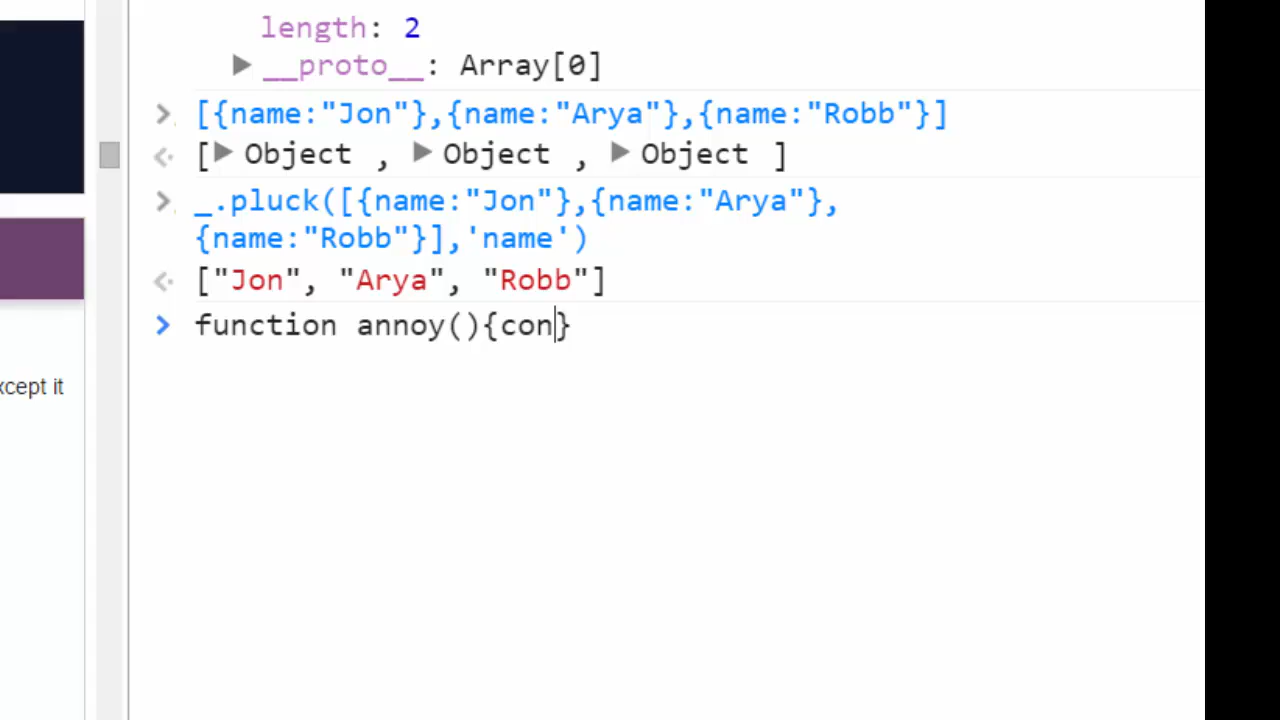 length: 2
▶ __proto__: Array[0]
> [{name:"Jon"},{name:"Arya"},{name:"Robb"}]
[▶ Object , ▶ Object , ▶ Object ]
> _.pluck([{name:"Jon"},{name:"Arya"},
{name:"Robb"}],'name')
["Jon", "Arya", "Robb"]
> function annoy(){con}
xcept it